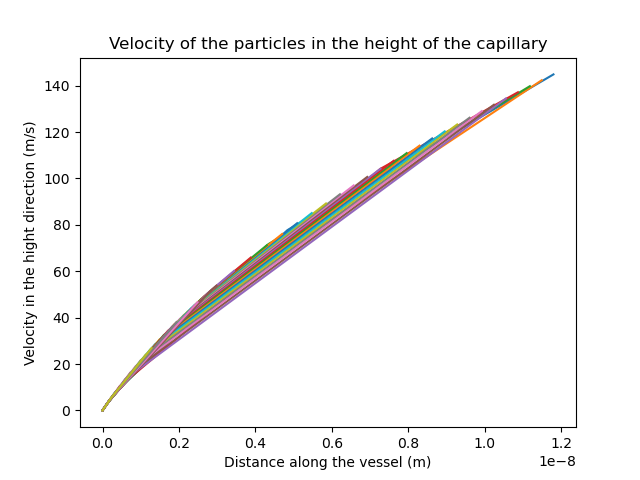 Velocity of the particles in the height of the capillary
Velocity in the hight direction (m/s)
140
120
100
80
60
40
20
0
0.0 0.2 0.4 0.6 0.8 1.0 1.2
1e−8
Distance along the vessel (m)